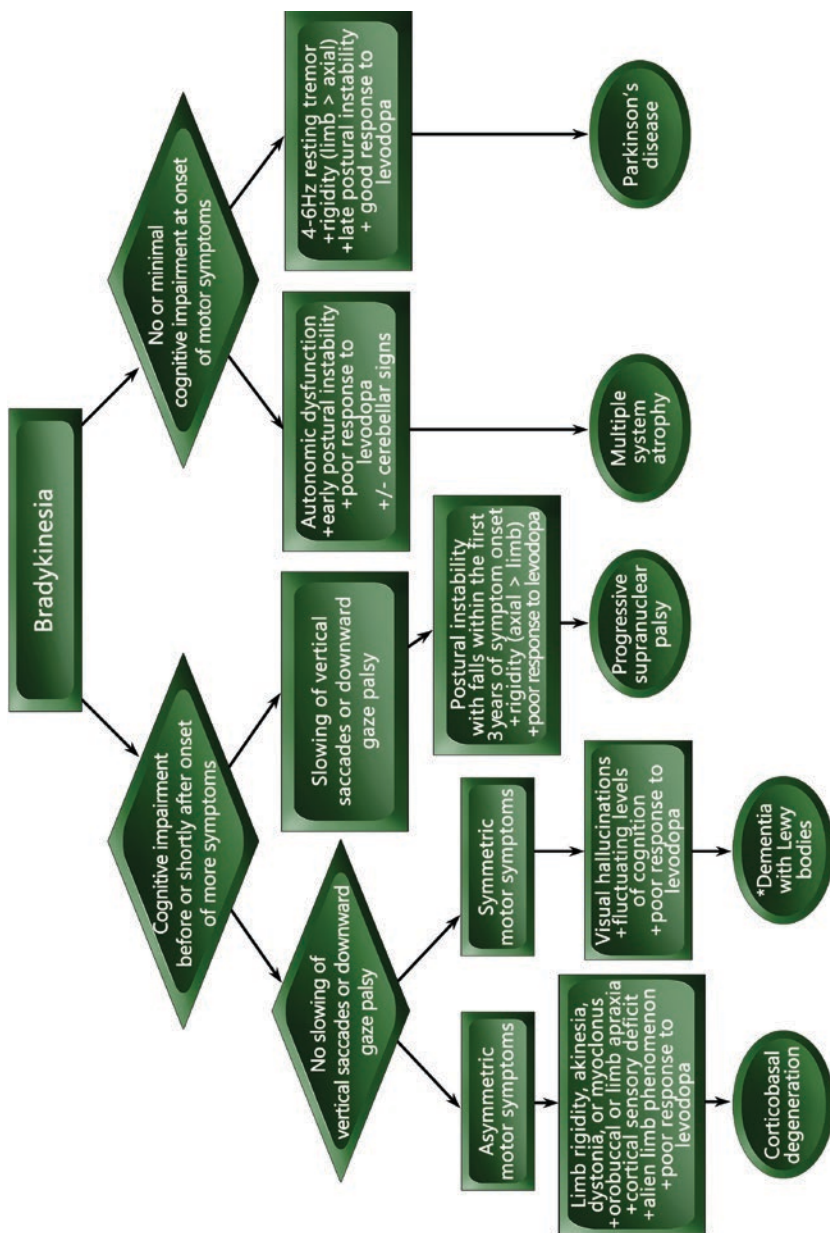 Bradykinesia
Cognitive impairment
before or shortly after onset
of more symptoms
No or minimal
cognitive impairment at onset
of motor symptoms
No slowing of
vertical saccades or downward
gaze palsy
Slowing of vertical
saccades or downward
gaze palsy
Autonomic dysfunction
+early postural instability
+ poor response to
levodopa
+/- cerebellar signs
4-6Hz resting tremor
+rigidity (limb > axial)
+late postural instability
+ good response to
levodopa
Asymmetric
motor symptoms
Symmetric
motor symptoms
Postural instability
with falls within the first
3 years of symptom onset
+ rigidity (axial > limb)
+poor response to levodopa
Limb rigidity, akinesia,
dystonia, or myoclonus
+orobuccal or limb apraxia
+cortical sensory deficit
+alien limb phenomenon
+ poor response to
levodopa
Visual hallucinations
+ fluctuating levels
of cognition
+ poor response to
levodopa
Corticobasal
degeneration
*Dementia
with Lewy
bodies
Progressive
supranuclear
palsy
Multiple
system
atrophy
Parkinson's
disease